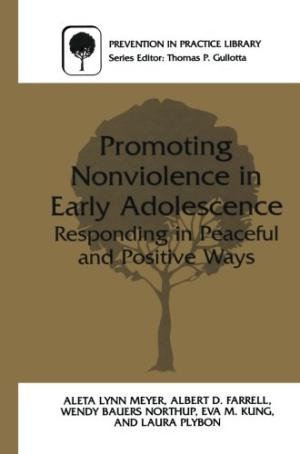 PREVENTION IN PRACTICE LIBRARY
Series Editor: Thomas P. Gullotta
Promoting
Nonviolence in
Early Adolescence
Responding in Peaceful
and Positive Ways
ALETA LYNN MEYER, ALBERT D. FARRELL,
WENDY BAUERS NORTHUP, EVA M. KUNG,
AND LAURA PLYBON